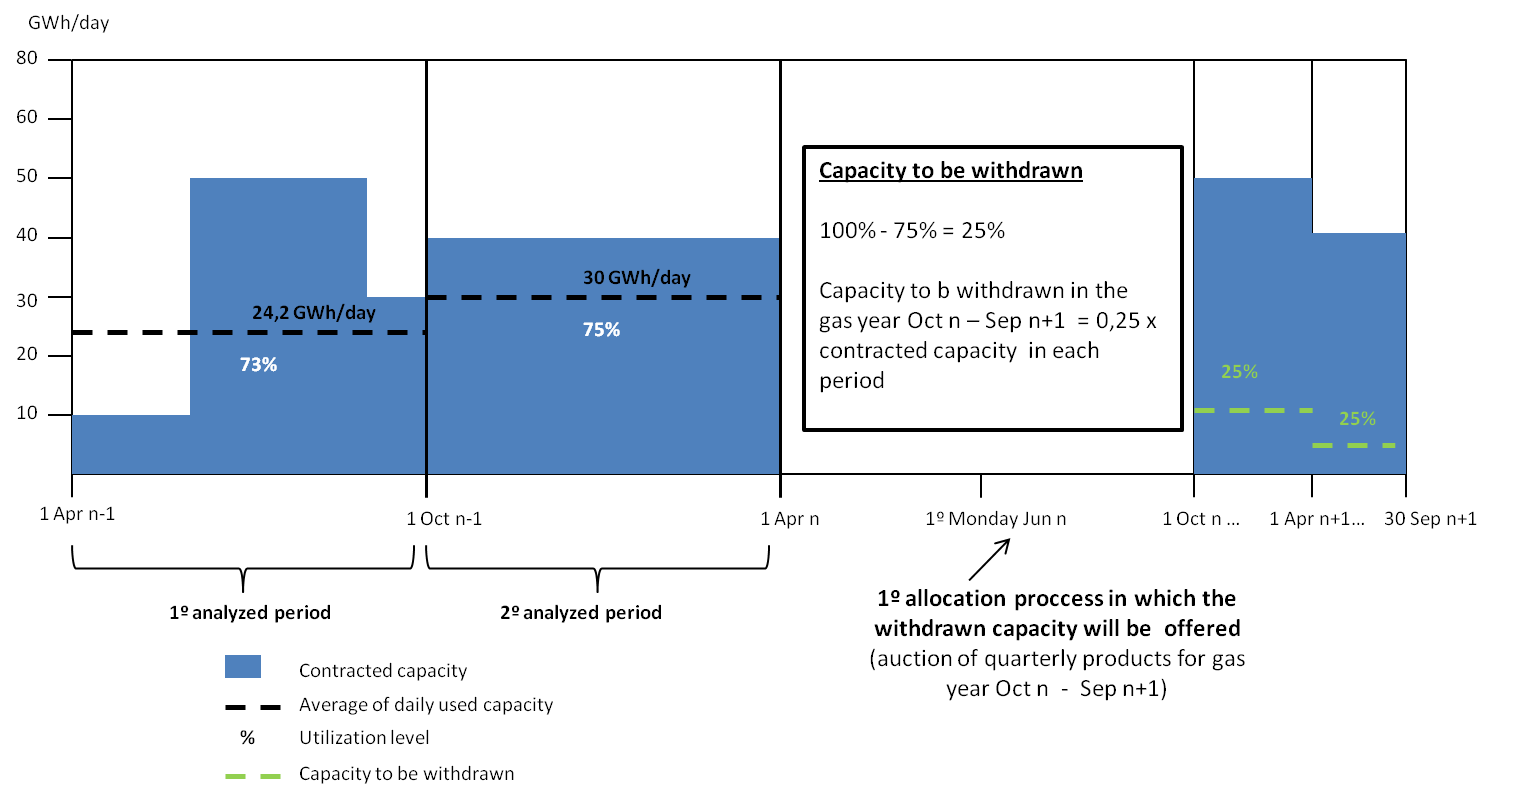 GWh/day
80
60
50
40
30
20
10
Capacity to be withdrawn
100% - 75% = 25%
Capacity to b withdrawn in the
gas year Oct n – Sep n+1 = 0,25 x
contracted capacity in each
period
24,2 GWh/day
73%
30 GWh/day
75%
25%
25%
1 Apr n-1
1 Oct n-1
1 Apr n
1º Monday Jun n
1 Oct n ...
1 Apr n+1...
30 Sep n+1
1º analyzed period
2º analyzed period
1º allocation proccess in which the
withdrawn capacity will be offered
(auction of quarterly products for gas
year Oct n - Sep n+1)
Contracted capacity
Average of daily used capacity
% Utilization level
Capacity to be withdrawn